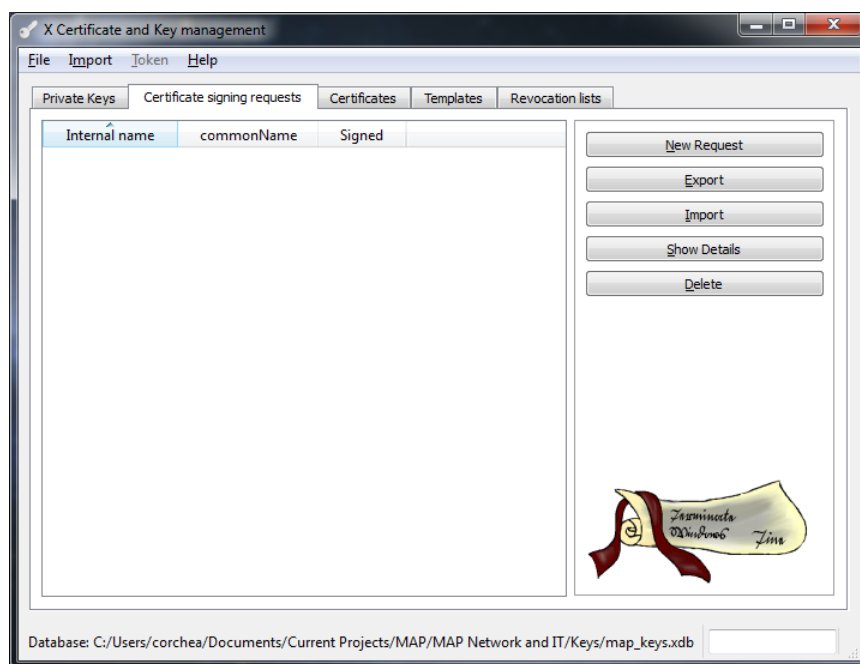 X Certificate and Key management
File Import Token Help
Private Keys Certificate signing requests Certificates Templates Revocation lists
Internal name commonName Signed
New Request
Export
Import
Show Details
Delete
Database: C:/Users/corchea/Documents/Current Projects/MAP/MAP Network and IT/Keys/map_keys.xdb